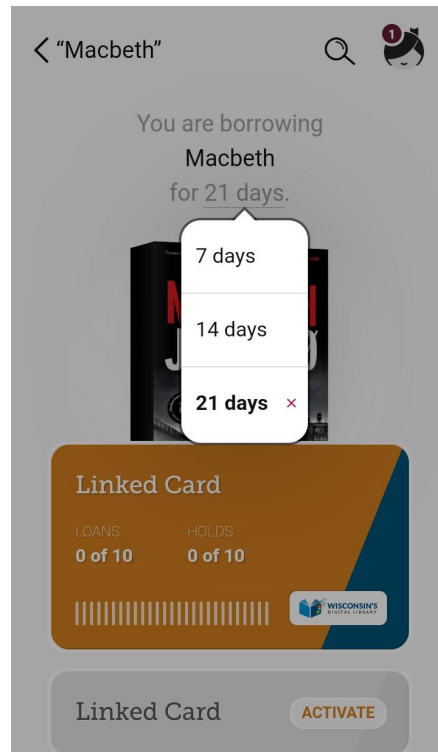 “Macbeth”
1
You are borrowing
Macbeth
for 21 days.
7 days
14 days
21 days ×
Linked Card
LOANS HOLDS
0 of 10 0 of 10
WISCONSIN'S
DIGITAL LIBRARY
Linked Card
ACTIVATE